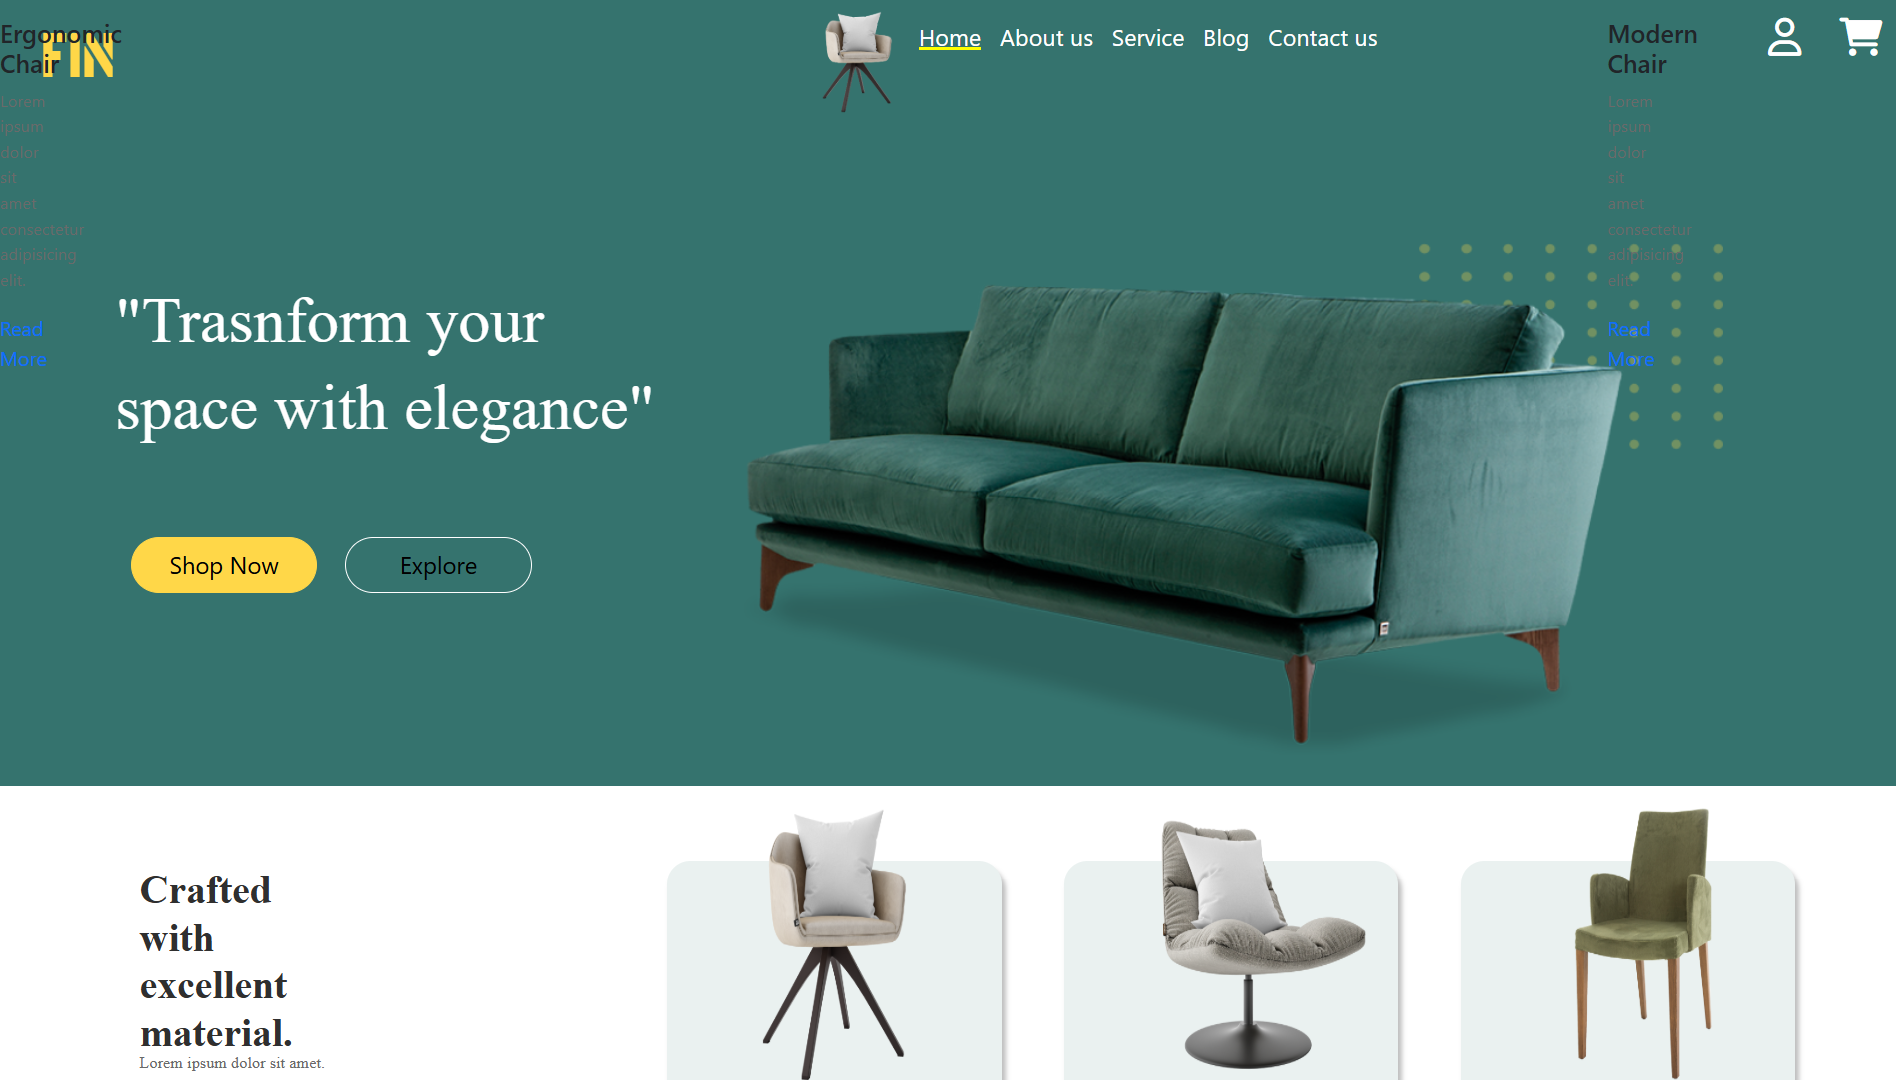 Ergonomic
Chair
FIN
Lorem
ipsum
dolor
sit
amet
consectetur
adipisicing
elit.
Read
More
Home About us Service Blog Contact us
Modern
Chair
Lorem
ipsum
dolor
sit
amet
consectetur
adipisicing
elit.
Read
More
"Trasnform your
space with elegance"
Shop Now Explore
Crafted
with
excellent
material.
Lorem ipsum dolor sit amet.